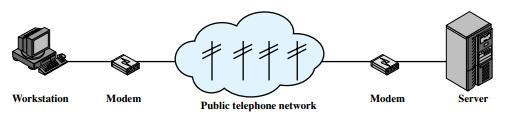 Workstation
Modem
Public telephone network
Modem
Server